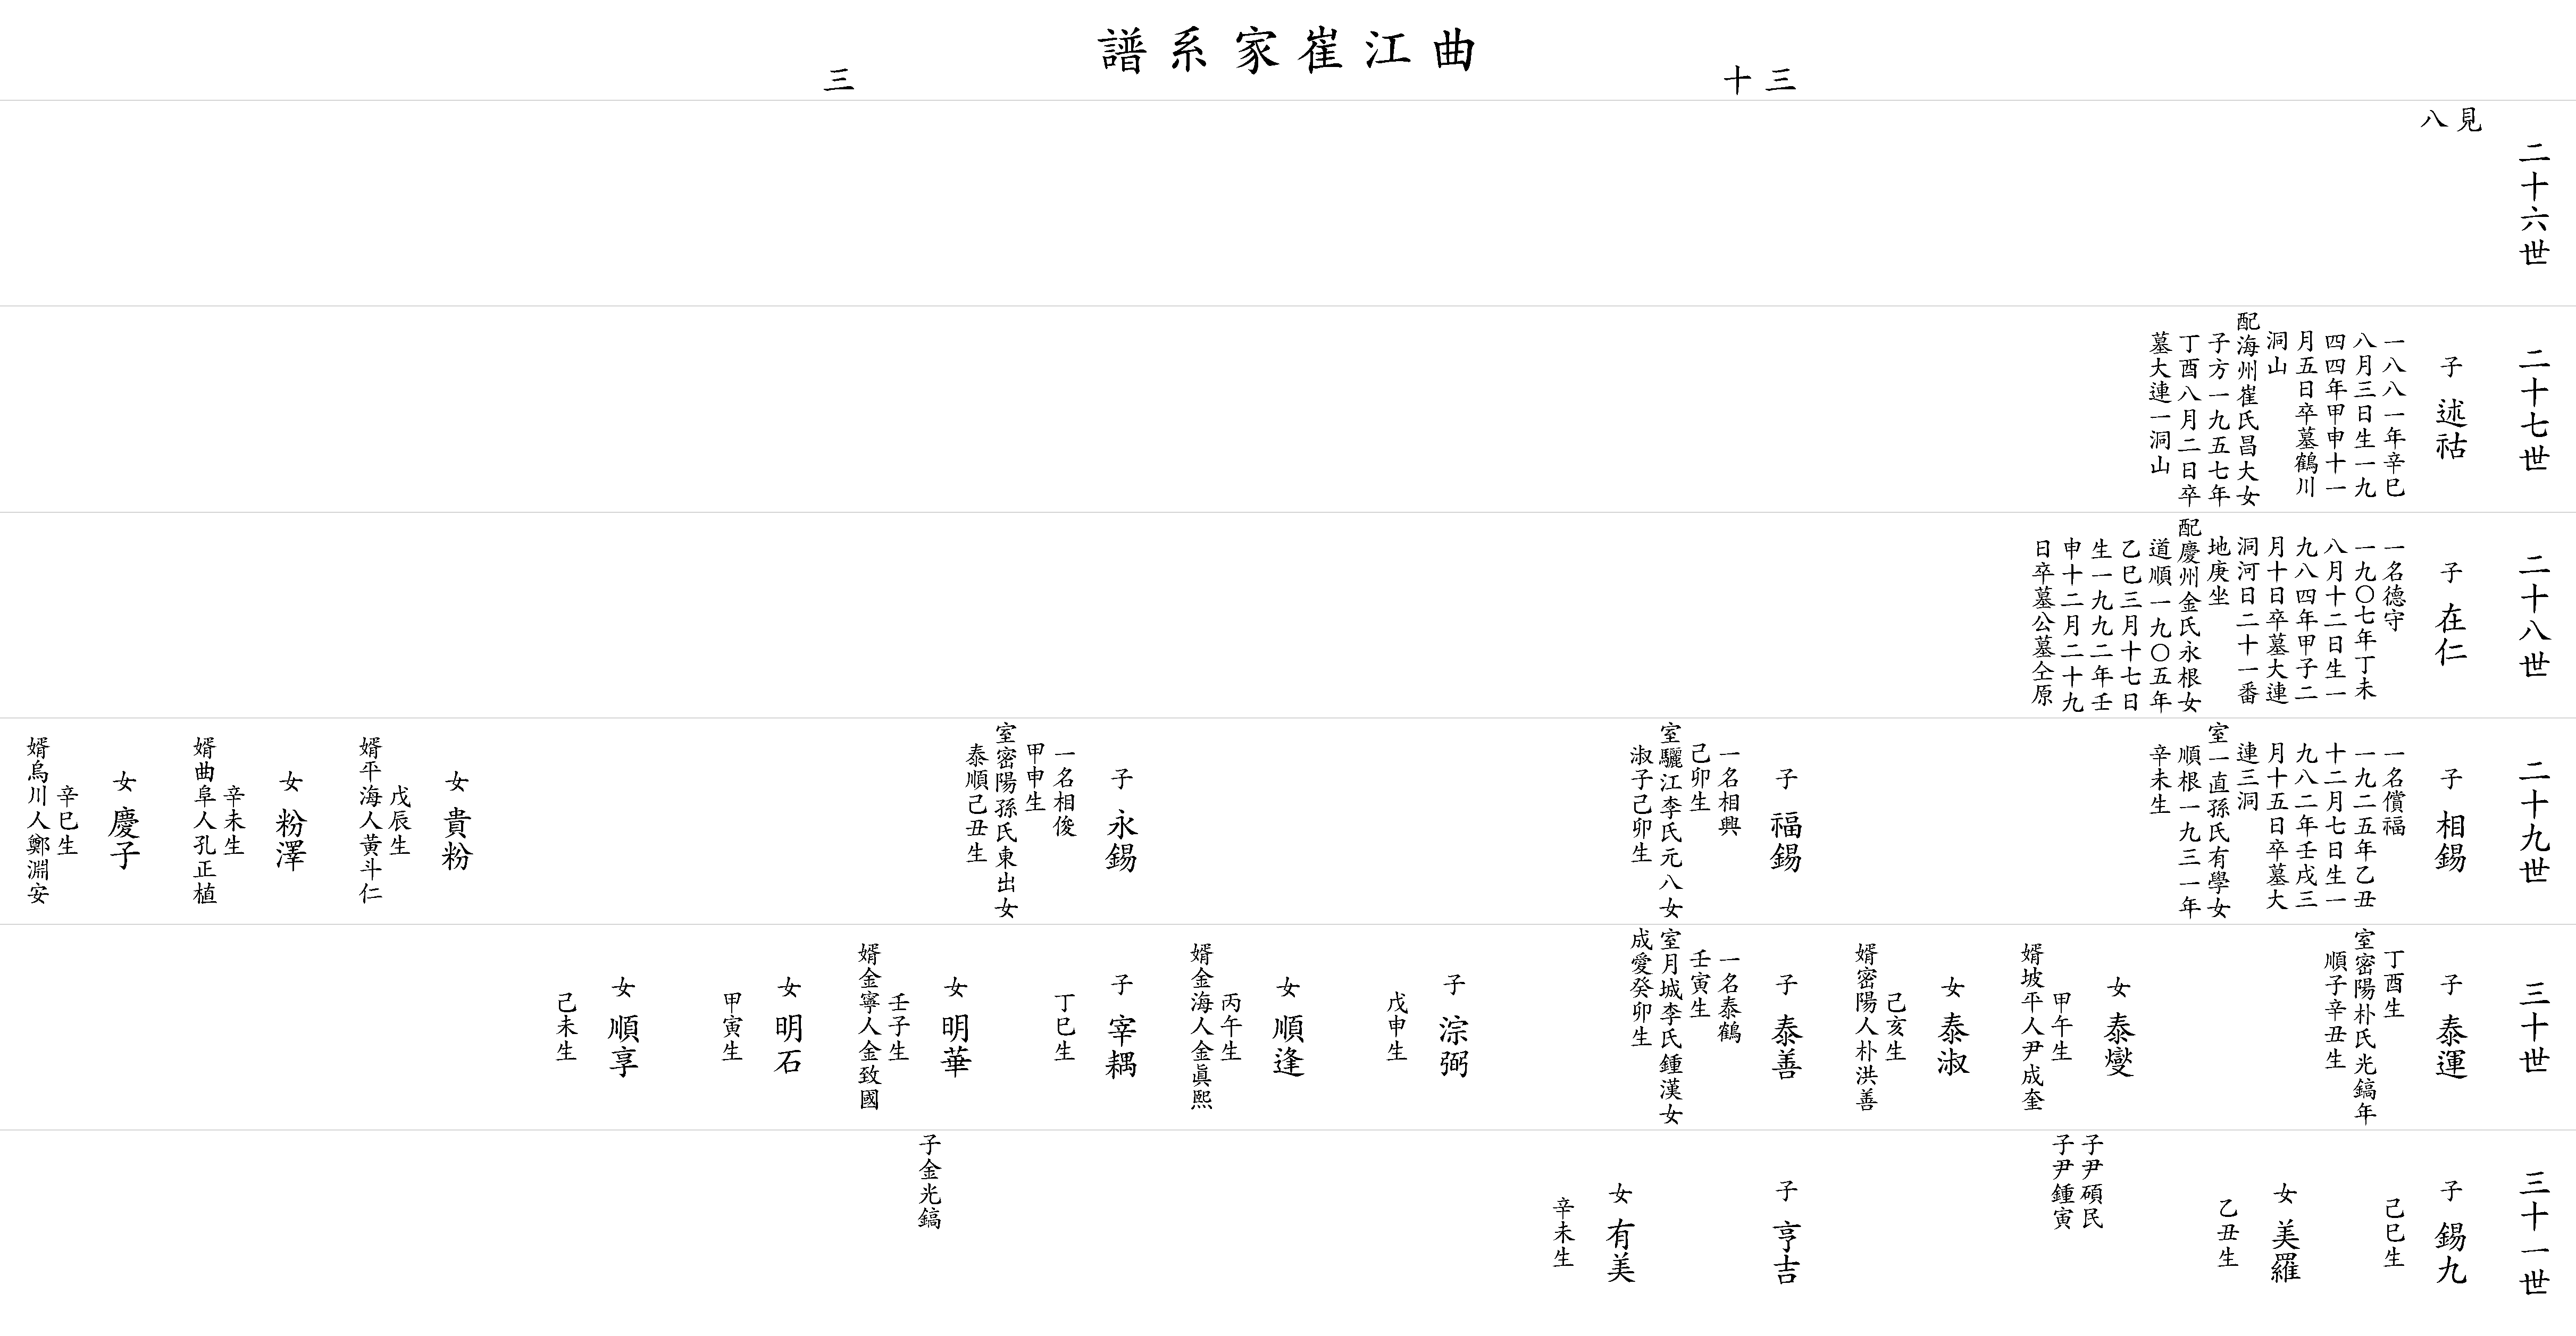 曲江崔家系譜
三十
三
見
八
二十六世
二十七世
子 述祜
一八八一年辛巳
八月三日生一九
四四年甲申十一
月五日卒墓鶴川
洞山
配海州崔氏昌大女
子方一九五七年
丁酉八月二日卒
墓大連一洞山
二十八世
子 在仁
一名德守
一九〇七年丁未
八月十二日生一
九八四年甲子二
月十日卒墓大連
洞河日二十一番
地庚坐
配慶州金氏永根女
道順一九〇五年
乙巳三月十七日
生一九九二年壬
申十二月二十九
日卒墓公墓仝原
二十九世
子 相錫
一名償福
一九二五年乙丑
十二月七日生一
九八二年壬戌三
月十五日卒墓大
連三洞
室一直孫氏有學女
順根一九三一年
辛未生
子 福錫
一名相興
己卯生
室驪江李氏元八女
淑子己卯生
子 永錫
一名相俊
甲申生
室密陽孫氏東出女
泰順己丑生
女 貴粉
戊辰生
婿平海人黃斗仁
女 粉澤
辛未生
婿曲阜人孔正植
女 慶子
辛巳生
婿烏川人鄭淵安
三十世
子 泰運
丁酉生
室密陽朴氏光鎬年
順子辛丑生
女 泰燮
甲午生
婿坡平人尹成奎
女 泰淑
己亥生
婿密陽人朴洪善
子 泰善
一名泰鶴
壬寅生
室月城李氏鍾漢女
成愛癸卯生
子 淙弼
戊申生
女 順逢
丙午生
婿金海人金眞熙
子 宰耦
丁巳生
女 明華
壬子生
婿金寧人金致國
女 明石
甲寅生
女 順享
己未生
三十一世
子 錫九
己巳生
女 美羅
乙丑生
子尹碩民
子尹鍾寅
子 亨吉
女 有美
辛未生
子金光鎬